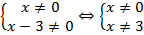 {x ≠ 0
x − 3 ≠ 0 ⇔ {x ≠ 0
x ≠ 3